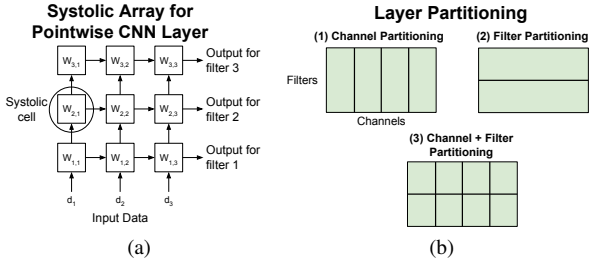 Systolic Array for
Pointwise CNN Layer
W3,1
W3,2
W3,3
Output for
filter 3
Systolic
cell
W2,1
W2,2
W2,3
Output for
filter 2
W1,1
W1,2
W1,3
Output for
filter 1
d1
d2
d3
Input Data
(a)
Layer Partitioning
(1) Channel Partitioning
(2) Filter Partitioning
Filters
Channels
(3) Channel + Filter
Partitioning
(b)